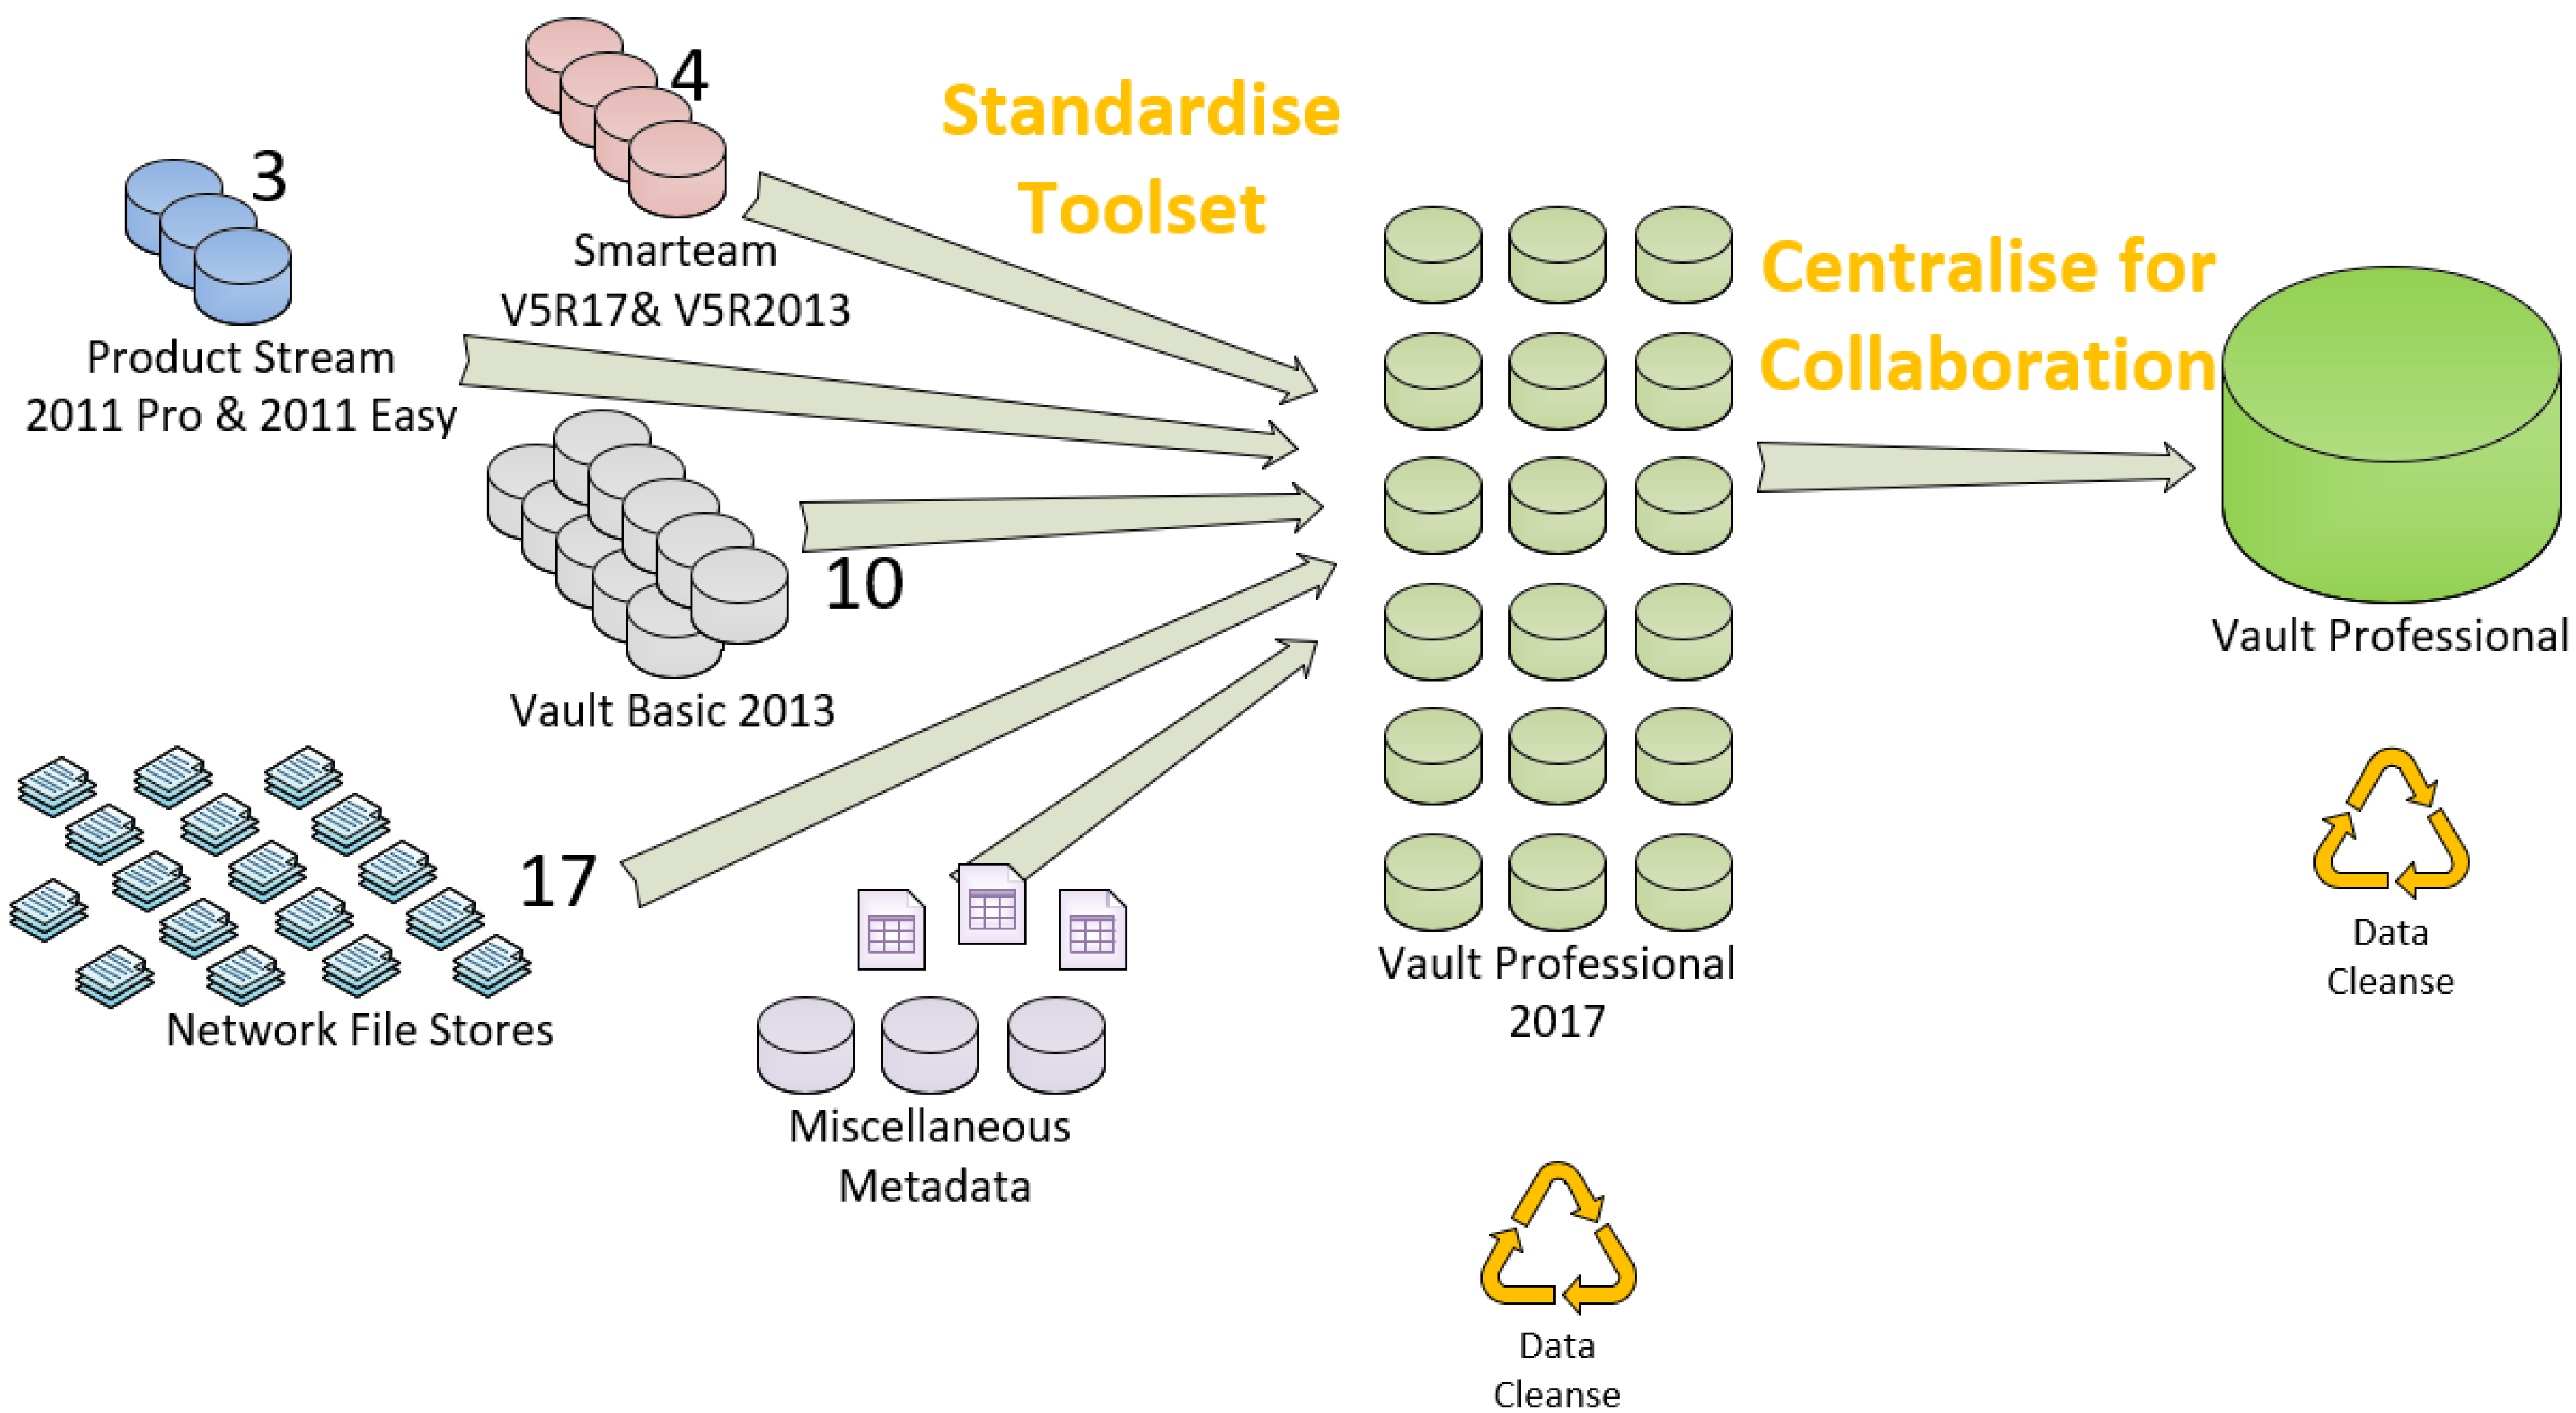 4
Smarteam
V5R17& V5R2013
3
Product Stream
2011 Pro & 2011 Easy
Standardise
Toolset
Centralise for
Collaboration
10
Vault Basic 2013
Vault Professional
17
Network File Stores
Miscellaneous
Metadata
Vault Professional
2017
Data
Cleanse
Data
Cleanse